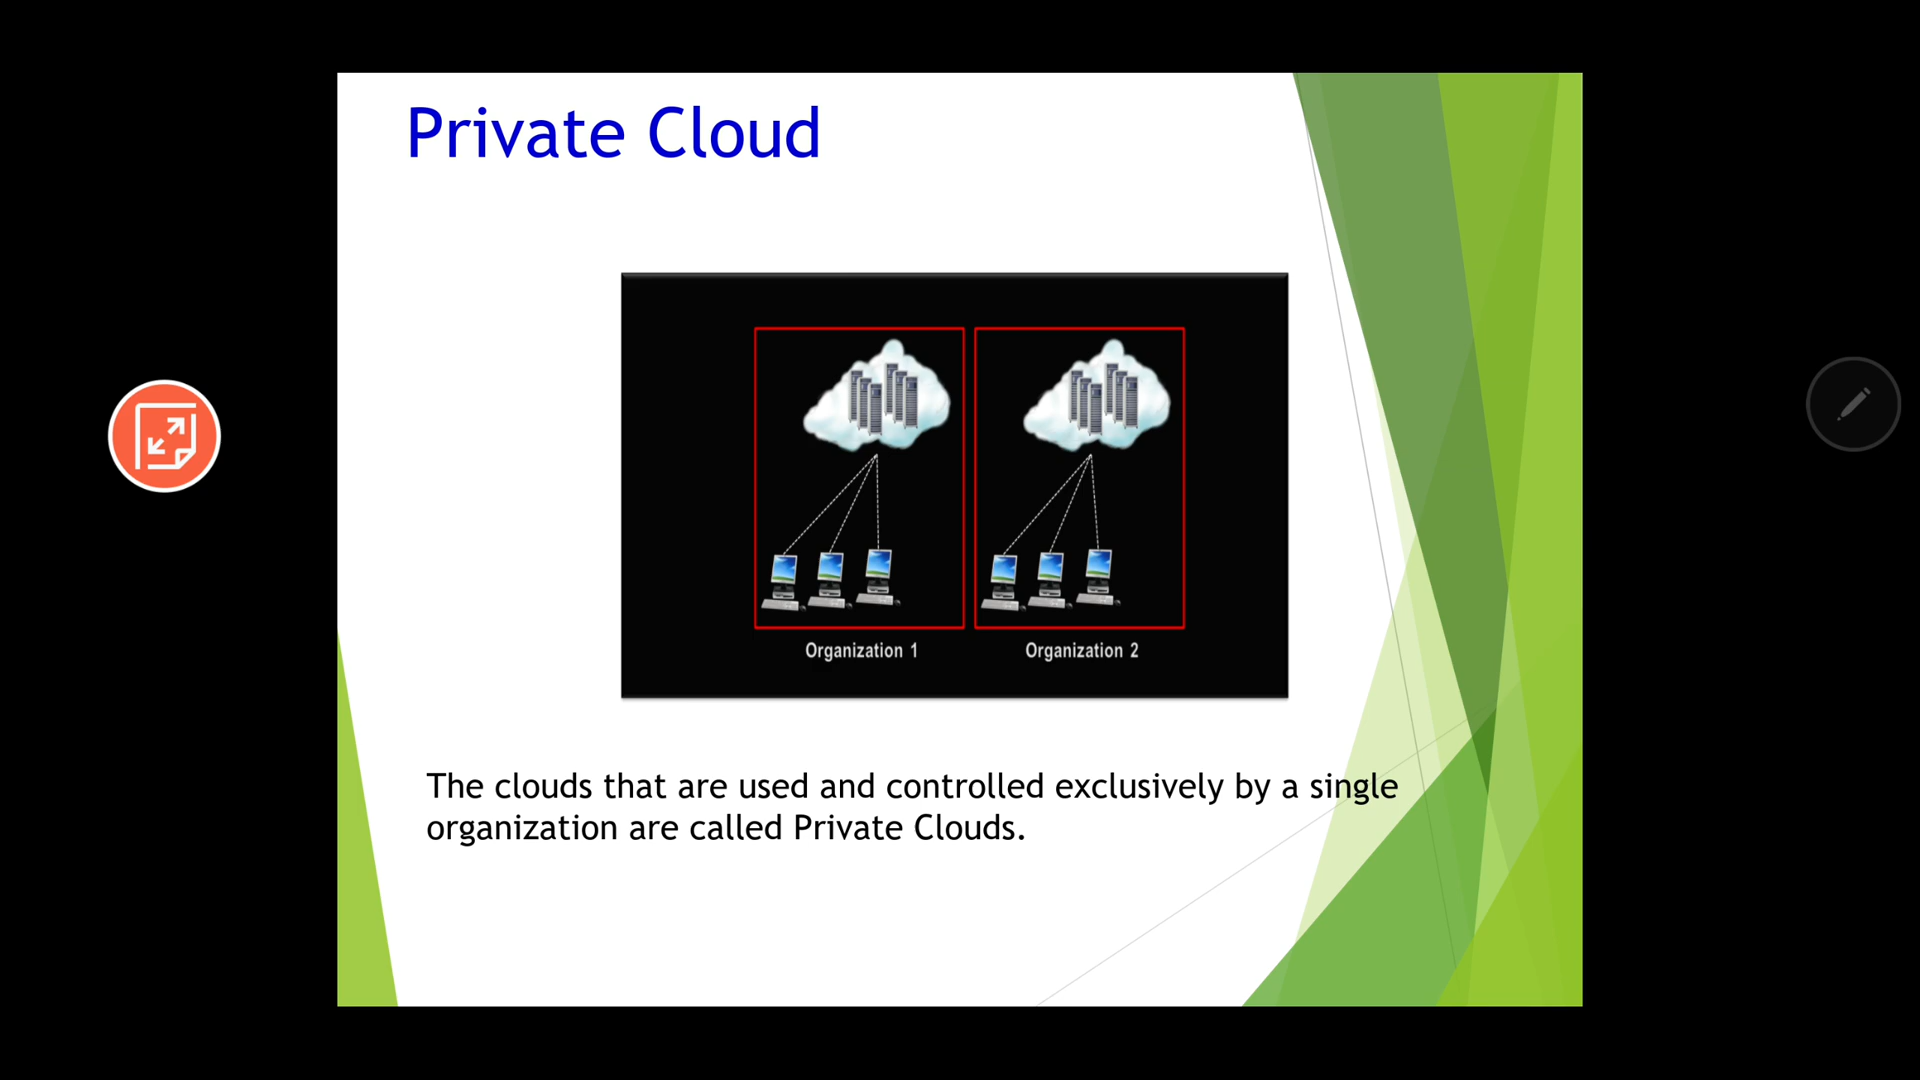 Private Cloud
Organization 1
Organization 2
The clouds that are used and controlled exclusively by a single
organization are called Private Clouds.